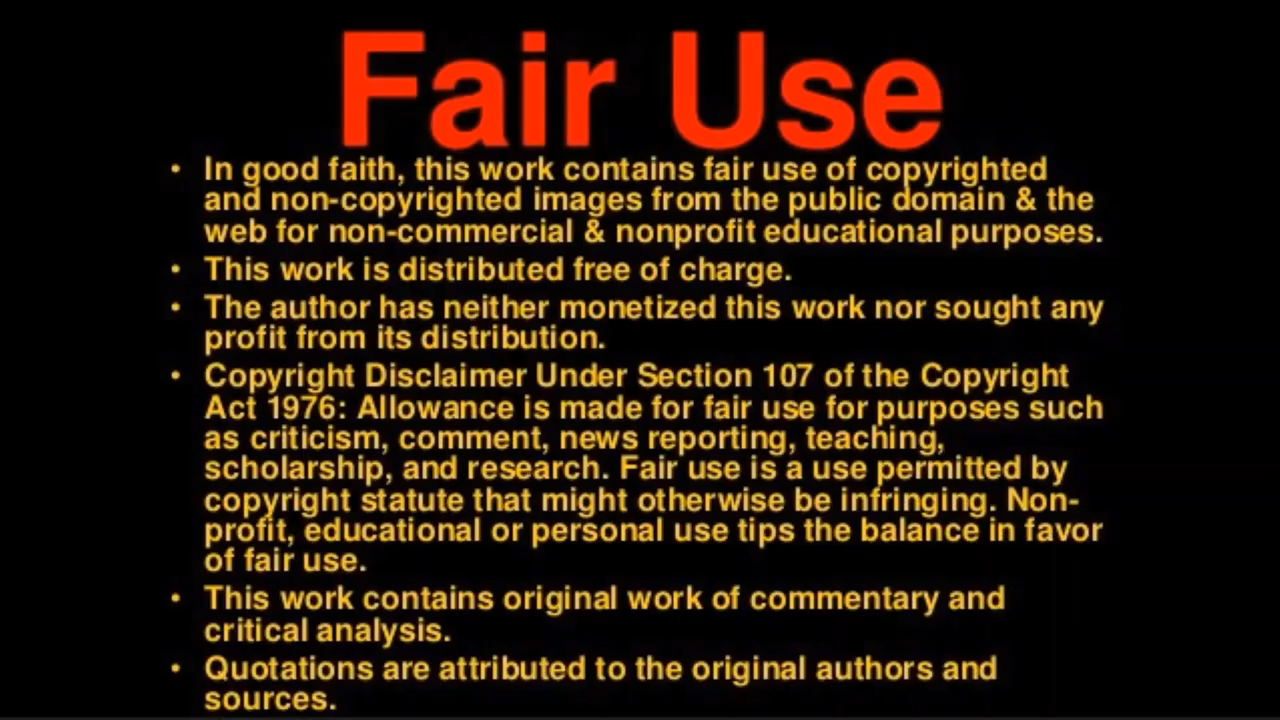 Fair Use
• In good faith, this work contains fair use of copyrighted
and non-copyrighted images from the public domain & the
web for non-commercial & nonprofit educational purposes.
• This work is distributed free of charge.
• The author has neither monetized this work nor sought any
profit from its distribution.
• Copyright Disclaimer Under Section 107 of the Copyright
Act 1976: Allowance is made for fair use for purposes such
as criticism, comment, news reporting, teaching,
scholarship, and research. Fair use is a use permitted by
copyright statute that might otherwise be infringing. Non-
profit, educational or personal use tips the balance in favor
of fair use.
• This work contains original work of commentary and
critical analysis.
• Quotations are attributed to the original authors and
sources.